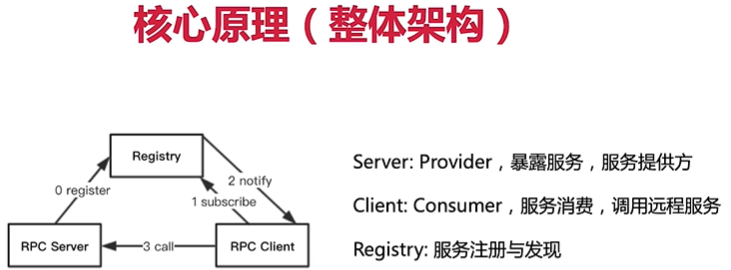 核心原理（整体架构）
Registry
0 register
2 notify
1 subscribe
RPC Server
3 call
RPC Client
Server: Provider，暴露服务，服务提供方
Client: Consumer，服务消费，调用远程服务
Registry: 服务注册与发现